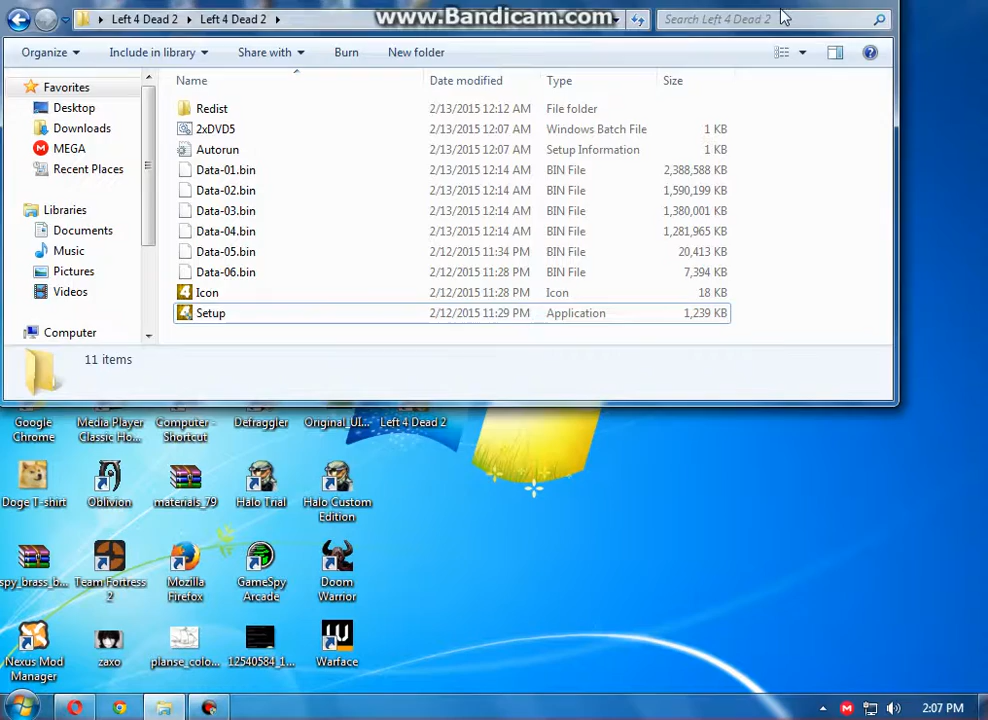 Left 4 Dead 2 Left 4 Dead 2 www.Bandicam.com Search Left 4 Dead 2
Organize Include in library Share with Burn New folder
Name Date modified Type Size
Favorites
Desktop
Downloads
MEGA
Recent Places
Libraries
Documents
Music
Pictures
Videos
Computer
Redist 2/13/2015 12:12 AM File folder
2xDVD5 2/13/2015 12:07 AM Windows Batch File 1 KB
Autorun 2/13/2015 12:07 AM Setup Information 1 KB
Data-01.bin 2/13/2015 12:14 AM BIN File 2,388,588 KB
Data-02.bin 2/13/2015 12:14 AM BIN File 1,590,199 KB
Data-03.bin 2/13/2015 12:14 AM BIN File 1,380,001 KB
Data-04.bin 2/13/2015 12:14 AM BIN File 1,281,965 KB
Data-05.bin 2/12/2015 11:34 PM BIN File 20,413 KB
Data-06.bin 2/12/2015 11:28 PM BIN File 7,394 KB
Icon 2/12/2015 11:28 PM Icon 18 KB
Setup 2/12/2015 11:29 PM Application 1,239 KB
11 items
Google Media Player Computer - Defraggler Original_UI... Left 4 Dead 2
Chrome Classic Ho... Shortcut
Doge T-shirt Oblivion materials_79 Halo Trial Halo Custom
Edition
spy_brass_b... Team Fortress Mozilla GameSpy Doom
2 Firefox Arcade Warrior
Nexus Mod zaxo planse_colo... 12540584_1... Warface
Manager
2:07 PM